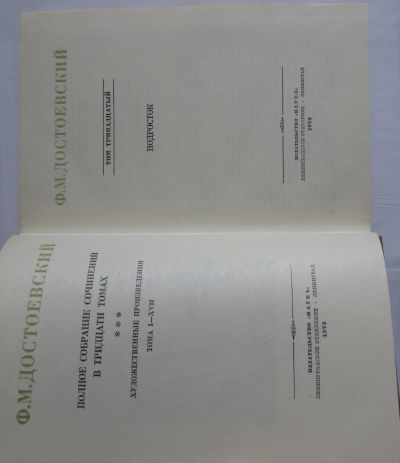 Ф.М.ДОСТОЕВСКИЙ
ПОЛНОЕ СОБРАНИЕ СОЧИНЕНИЙ
В ТРИДЦАТИ ТОМАХ
* * *
ХУДОЖЕСТВЕННЫЕ ПРОИЗВЕДЕНИЯ
ТОМА I—XVII
ИЗДАТЕЛЬСТВО «НАУКА»
ЛЕНИНГРАДСКОЕ ОТДЕЛЕНИЕ · ЛЕНИНГРАД
1975
Ф.М.ДОСТОЕВСКИЙ
ТОМ ТРИНАДЦАТЫЙ
ПОДРОСТОК
ИЗДАТЕЛЬСТВО «НАУКА»
ЛЕНИНГРАДСКОЕ ОТДЕЛЕНИЕ · ЛЕНИНГРАД
1975